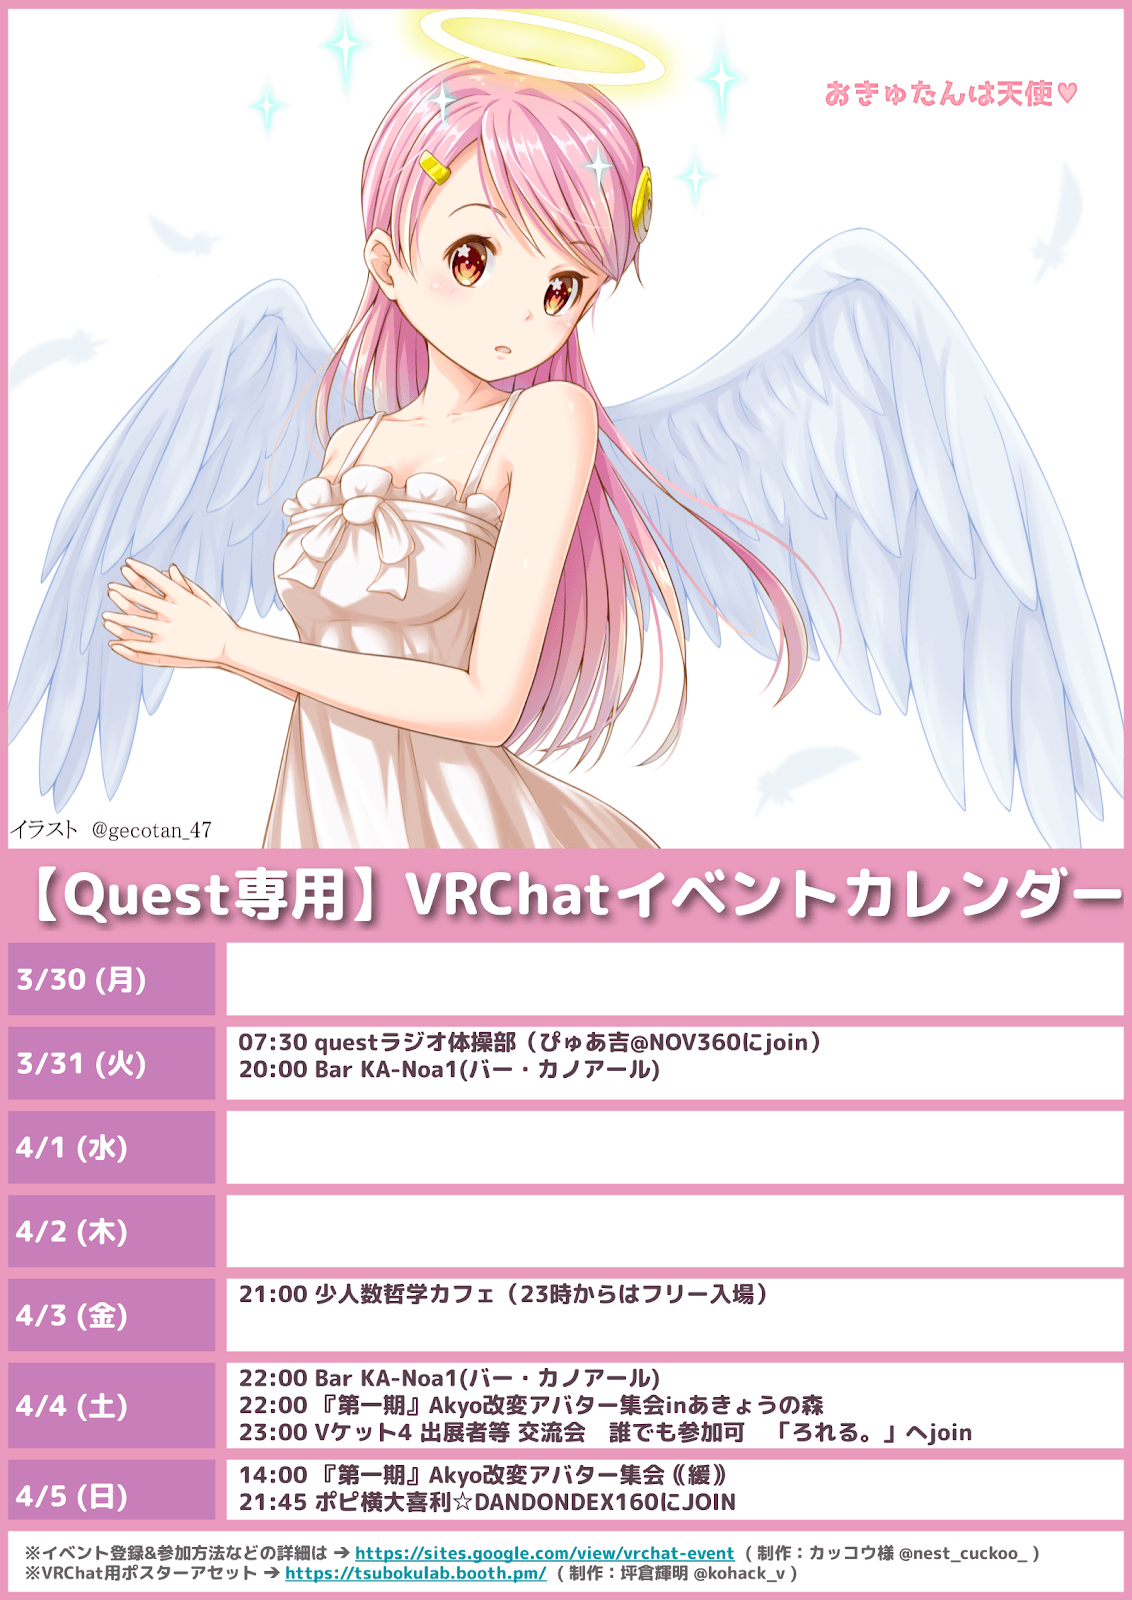 おきゅたんは天使♡
イラスト @gecotan_47
【Quest専用】VRChatイベントカレンダー
3/30 (月)
3/31 (火)
07:30 questラジオ体操部（ぴゅあ吉@NOV360にjoin）
20:00 Bar KA-Noa1(バー・カノアール)
4/1 (水)
4/2 (木)
4/3 (金)
21:00 少人数哲学カフェ（23時からはフリー入場）
4/4 (土)
22:00 Bar KA-Noa1(バー・カノアール)
22:00 『第一期』Akyo改変アバター集会inあきょうの森
23:00 Vケット4 出展者等 交流会　誰でも参加可　「ろれる。」へjoin
4/5 (日)
14:00 『第一期』Akyo改変アバター集会⦅緩⦆
21:45 ポピ横大喜利☆DANDONDEX160にJOIN
※イベント登録&参加方法などの詳細は ➔ https://sites.google.com/view/vrchat-event （制作：カッコウ様 @nest_cuckoo_ )
※VRChat用ポスターアセット ➔ https://tsubokulab.booth.pm/ （制作：坪倉輝明 @kohack_v )